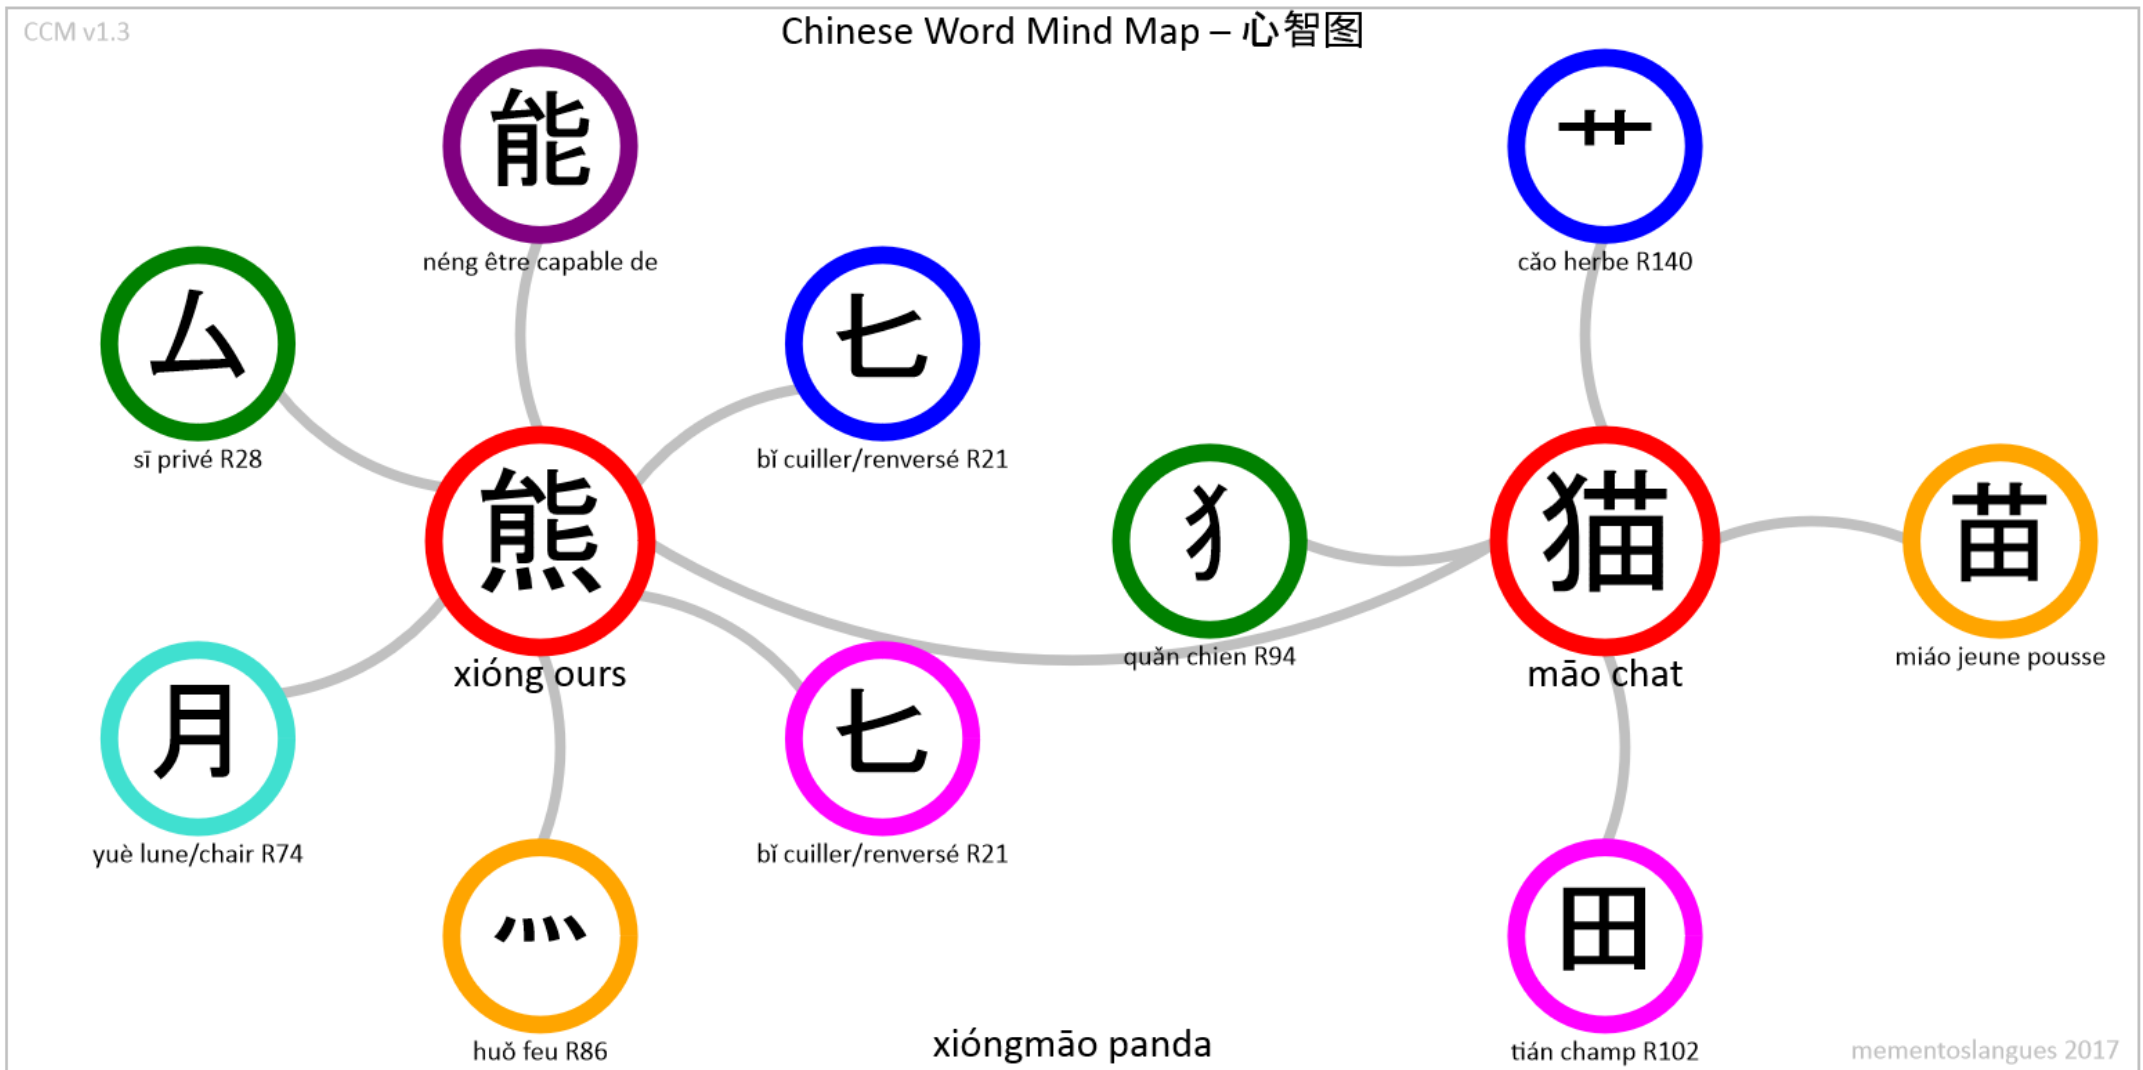 CCM v1.3
Chinese Word Mind Map – 心智图
能
néng être capable de
艹
cǎo herbe R140
厶
sī privé R28
匕
bǐ cuiller/renversé R21
熊
xióng ours
犭
quǎn chien R94
猫
māo chat
苗
miáo jeune pousse
月
yuè lune/chair R74
匕
bǐ cuiller/renversé R21
灬
huǒ feu R86
田
tián champ R102
xióngmāo panda
mementoslangues 2017